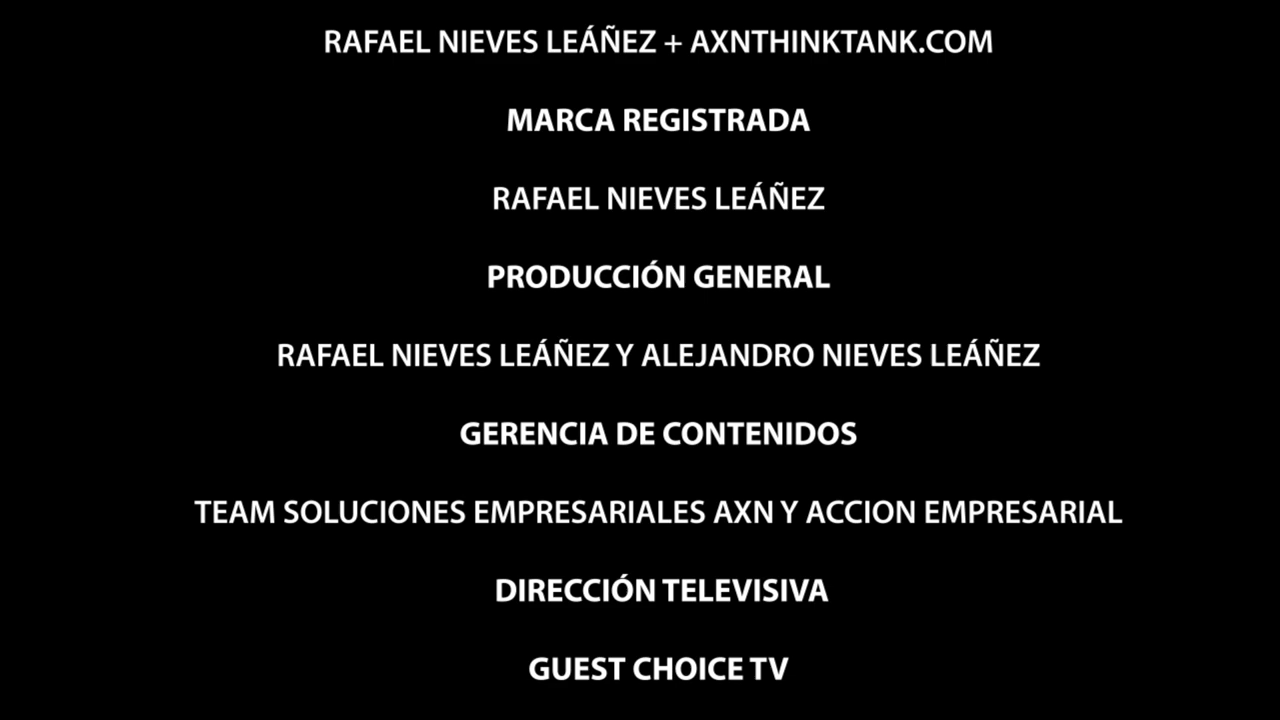 RAFAEL NIEVES LEÁÑEZ + AXNTHINKTANK.COM
MARCA REGISTRADA
RAFAEL NIEVES LEÁÑEZ
PRODUCCIÓN GENERAL
RAFAEL NIEVES LEÁÑEZ Y ALEJANDRO NIEVES LEÁÑEZ
GERENCIA DE CONTENIDOS
TEAM SOLUCIONES EMPRESARIALES AXN Y ACCION EMPRESARIAL
DIRECCIÓN TELEVISIVA
GUEST CHOICE TV